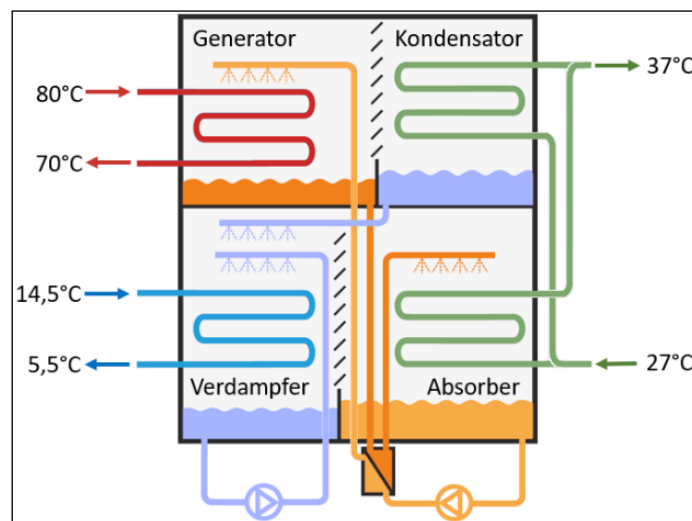 Generator
Kondensator
80°C
37°C
70°C
14,5°C
5,5°C
27°C
Verdampfer
Absorber